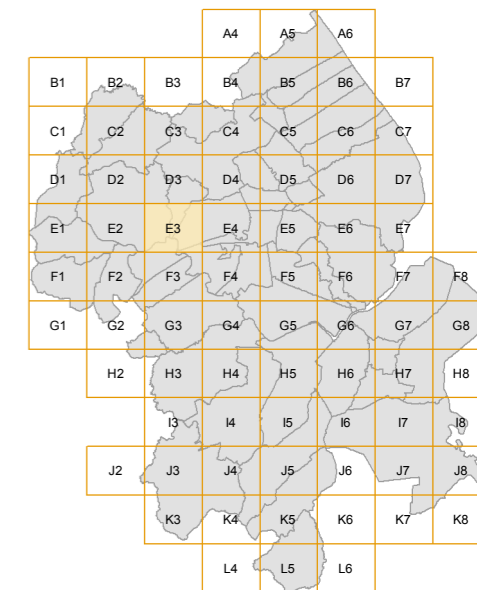 A4 A5 A6
B1 B2 B3 B4 B5 B6 B7
C1 C2 C3 C4 C5 C6 C7
D1 D2 D3 D4 D5 D6 D7
E1 E2 E3 E4 E5 E6 E7
F1 F2 F3 F4 F5 F6 F7 F8
G1 G2 G3 G4 G5 G6 G7 G8
H2 H3 H4 H5 H6 H7 H8
I3 I4 I5 I6 I7 I8
J2 J3 J4 J5 J6 J7 J8
K3 K4 K5 K6 K7 K8
L4 L5 L6